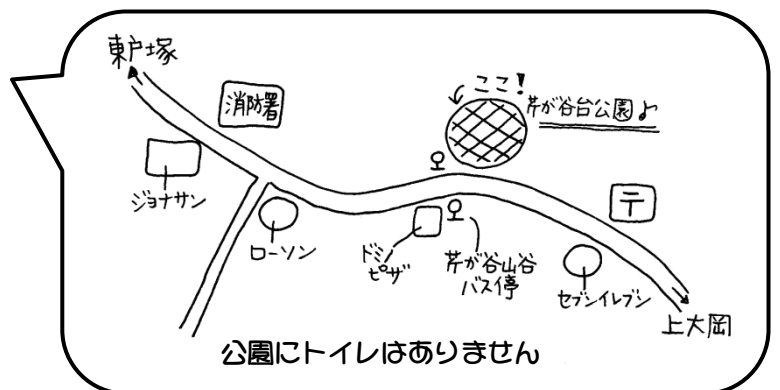 東戸塚
消防署
ここ!
芹が谷台公園♪
ジョナサン
ローソン
ドミノ
ピザ
芹が谷山谷
バス停
〒
セブンイレブン
上大岡
公園にトイレはありません